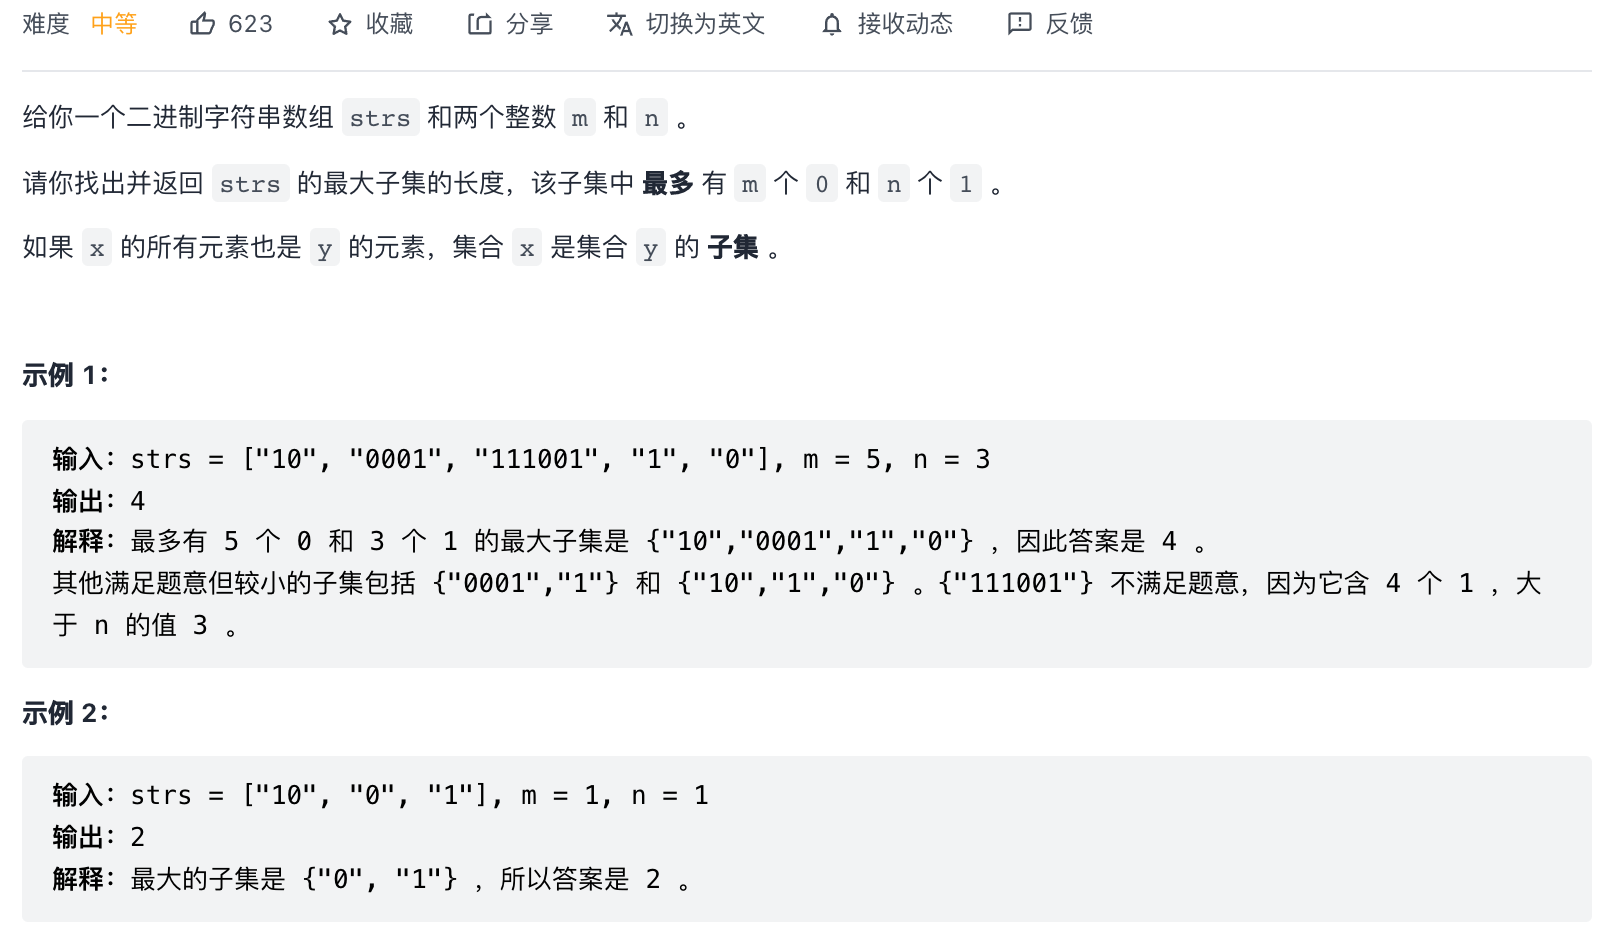 难度 中等 623 收藏 分享 切换为英文 接收动态 反馈
给你一个二进制字符串数组 strs 和两个整数 m 和 n 。
请你找出并返回 strs 的最大子集的长度，该子集中 最多 有 m 个 0 和 n 个 1 。
如果 x 的所有元素也是 y 的元素，集合 x 是集合 y 的 子集 。
示例 1：
输入：strs = ["10", "0001", "111001", "1", "0"], m = 5, n = 3
输出：4
解释：最多有 5 个 0 和 3 个 1 的最大子集是 {"10","0001","1","0"} ，因此答案是 4 。
其他满足题意但较小的子集包括 {"0001","1"} 和 {"10","1","0"} 。{"111001"} 不满足题意，因为它含 4 个 1 ，大
于 n 的值 3 。
示例 2：
输入：strs = ["10", "0", "1"], m = 1, n = 1
输出：2
解释：最大的子集是 {"0", "1"} ，所以答案是 2 。